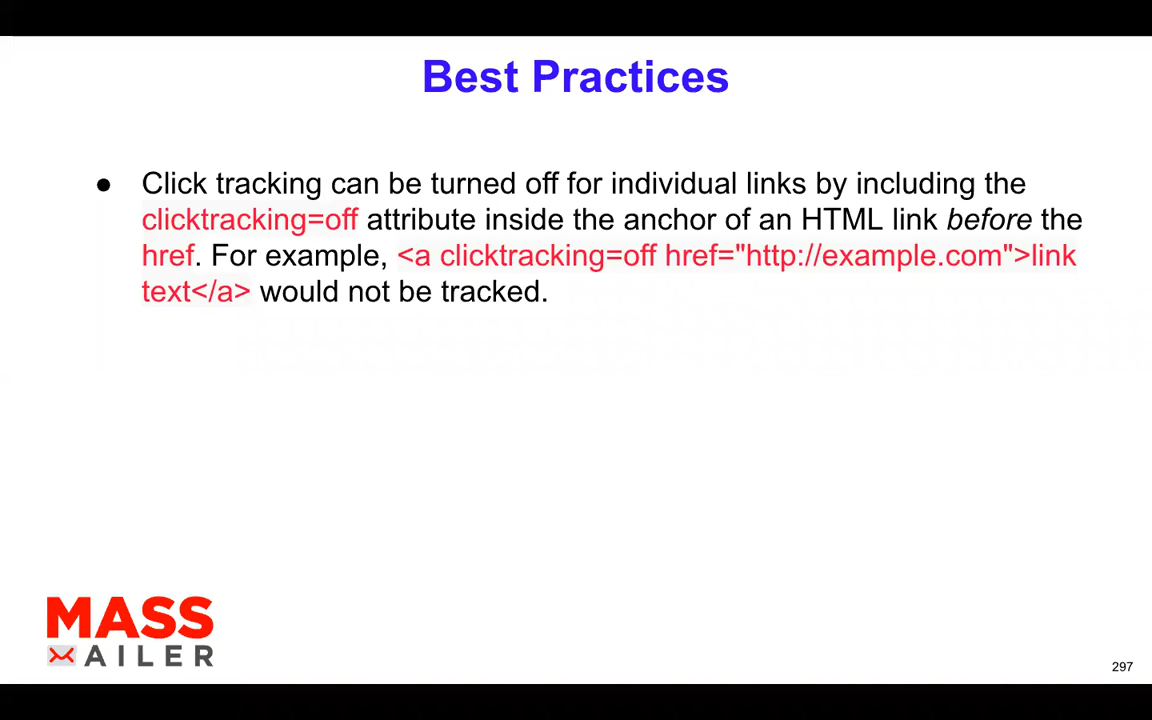 Best Practices
● Click tracking can be turned off for individual links by including the
clicktracking=off attribute inside the anchor of an HTML link before the
href. For example, <a clicktracking=off href="http://example.com">link
text</a> would not be tracked.
MASS
AILER
297